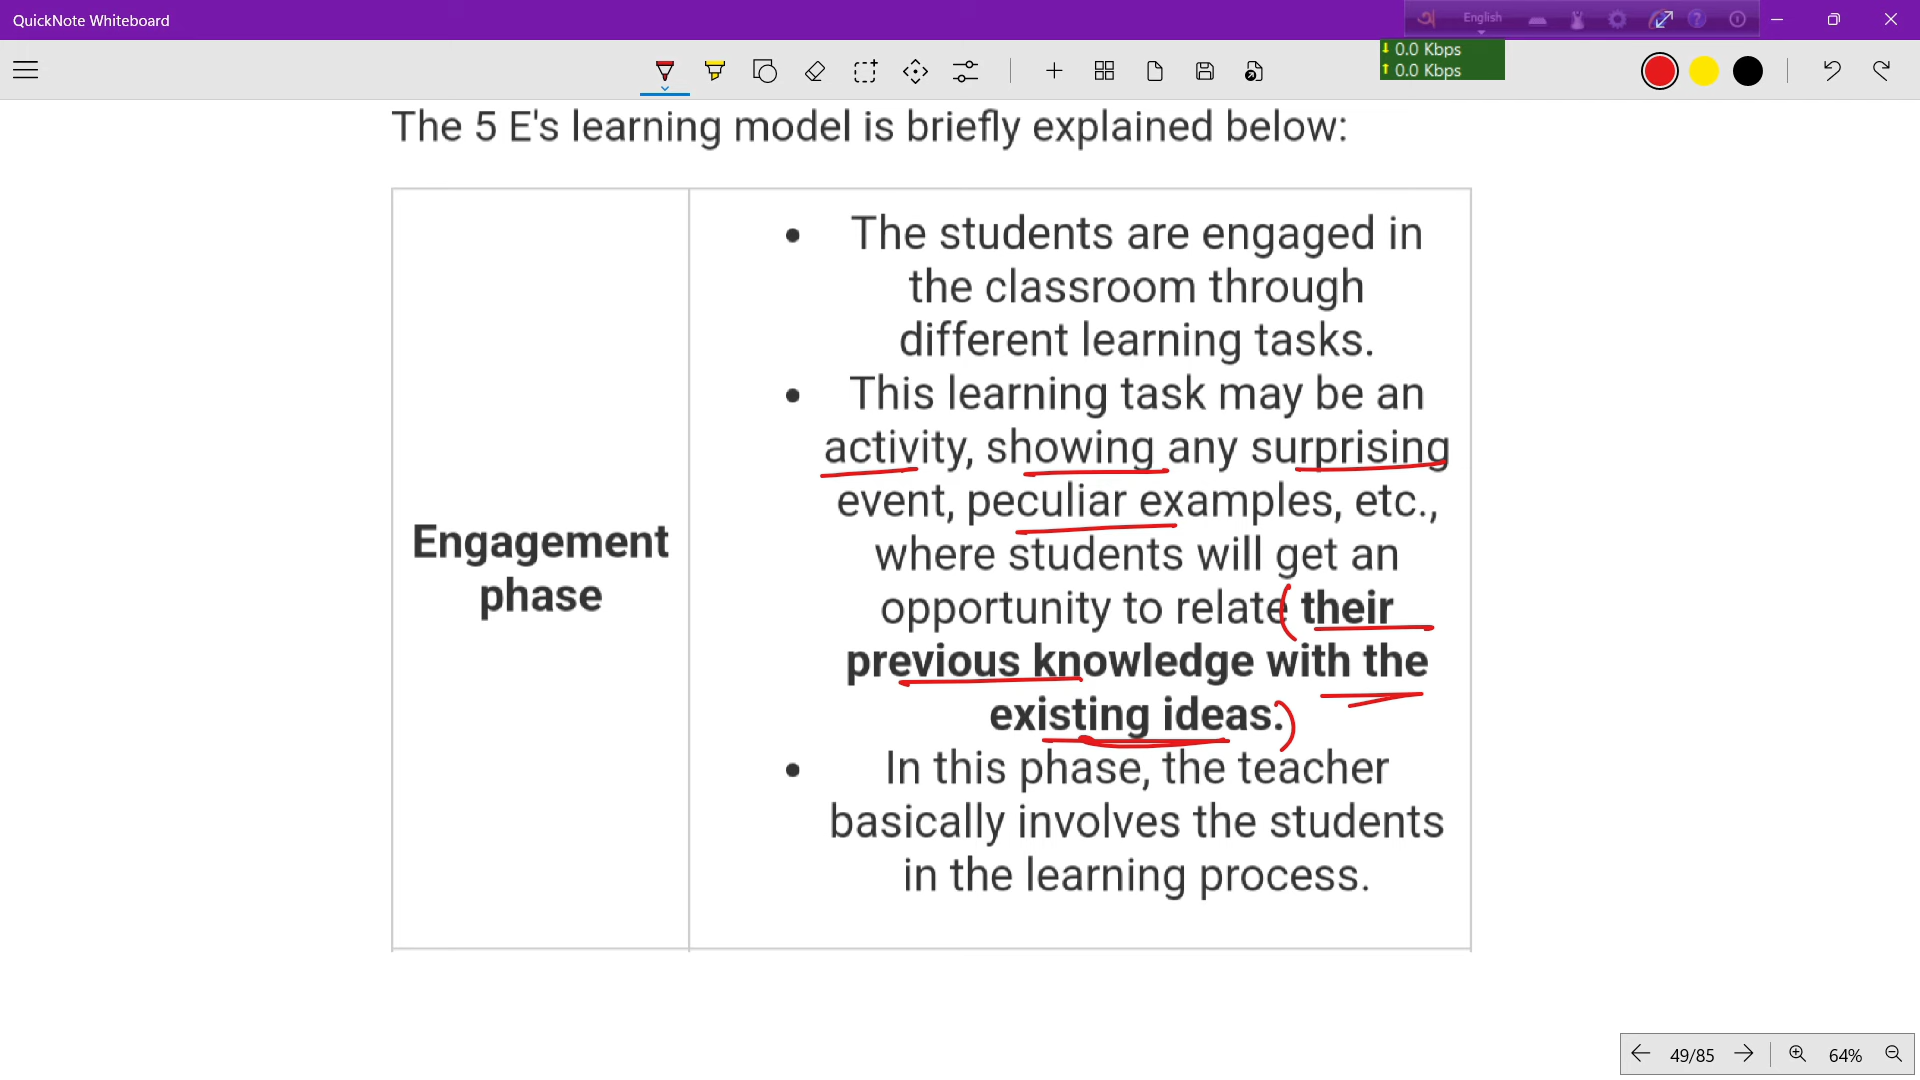 QuickNote Whiteboard
English
0.0 Kbps
0.0 Kbps
The 5 E's learning model is briefly explained below:
Engagement
phase
• The students are engaged in
the classroom through
different learning tasks.
• This learning task may be an
activity, showing any surprising
event, peculiar examples, etc.,
where students will get an
opportunity to relate their
previous knowledge with the
existing ideas.
• In this phase, the teacher
basically involves the students
in the learning process.
49/85
64%